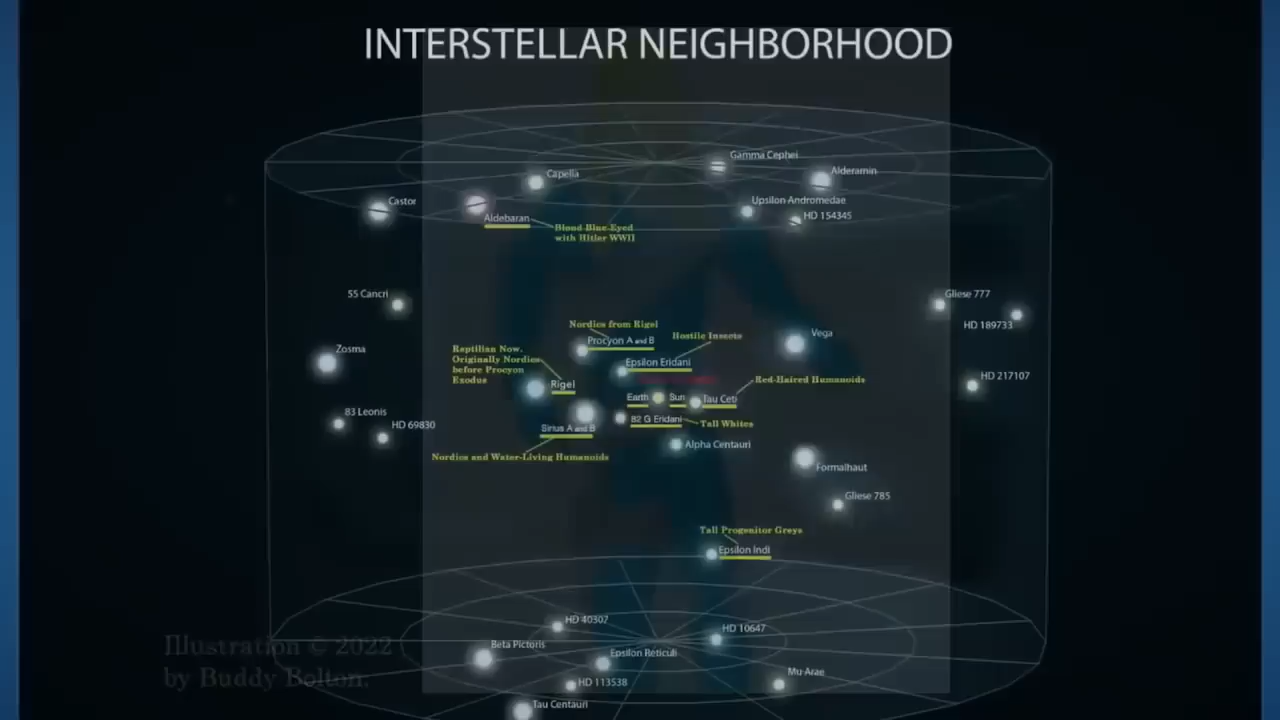 INTERSTELLAR NEIGHBORHOOD
Gamma Cephei
Capella
Alderamin
Castor
Upsilon Andromedae
Aldebaran
HD 154345
Blond Blue-Eyed
with Hitler WWII
55 Cancri
Gliese 777
HD 189733
Nordics from Rigel
Hostile Insects
Vega
Procyon A and B
Zosma
Reptilian Now.
Originally Nordics
before Procyon
Exodus
Epsilon Eridani
HD 217107
Rigel
Red-Haired Humanoids
Earth
Sun
Tau Ceti
83 Leonis
HD 69830
82 G Eridani
Tall Whites
Sirius A and B
Alpha Centauri
Nordics and Water-Living Humanoids
Formalhaut
Gliese 785
Tall Progenitor Greys
Epsilon Indi
HD 40307
HD 10647
Illustration © 2022
by Buddy Bolton.
Beta Pictoris
Epsilon Reticuli
Mu Arae
HD 113538
Tau Centauri